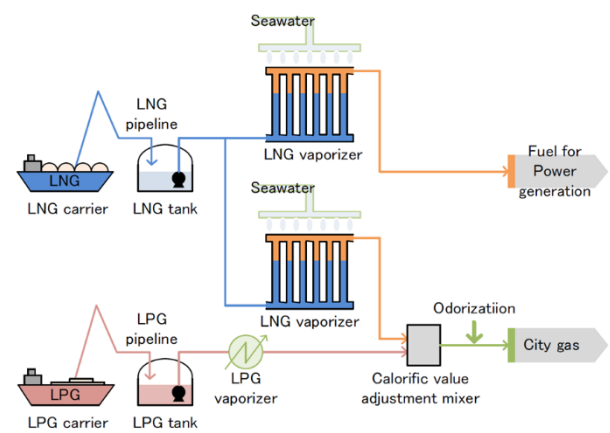 Seawater
LNG
pipeline
LNG vaporizer
LNG
LNG carrier
LNG tank
Fuel for
Power
generation
Seawater
LNG vaporizer
LPG
pipeline
LPG
LPG carrier
LPG tank
LPG
vaporizer
Odorizatiion
Calorific value
adjustment mixer
City gas